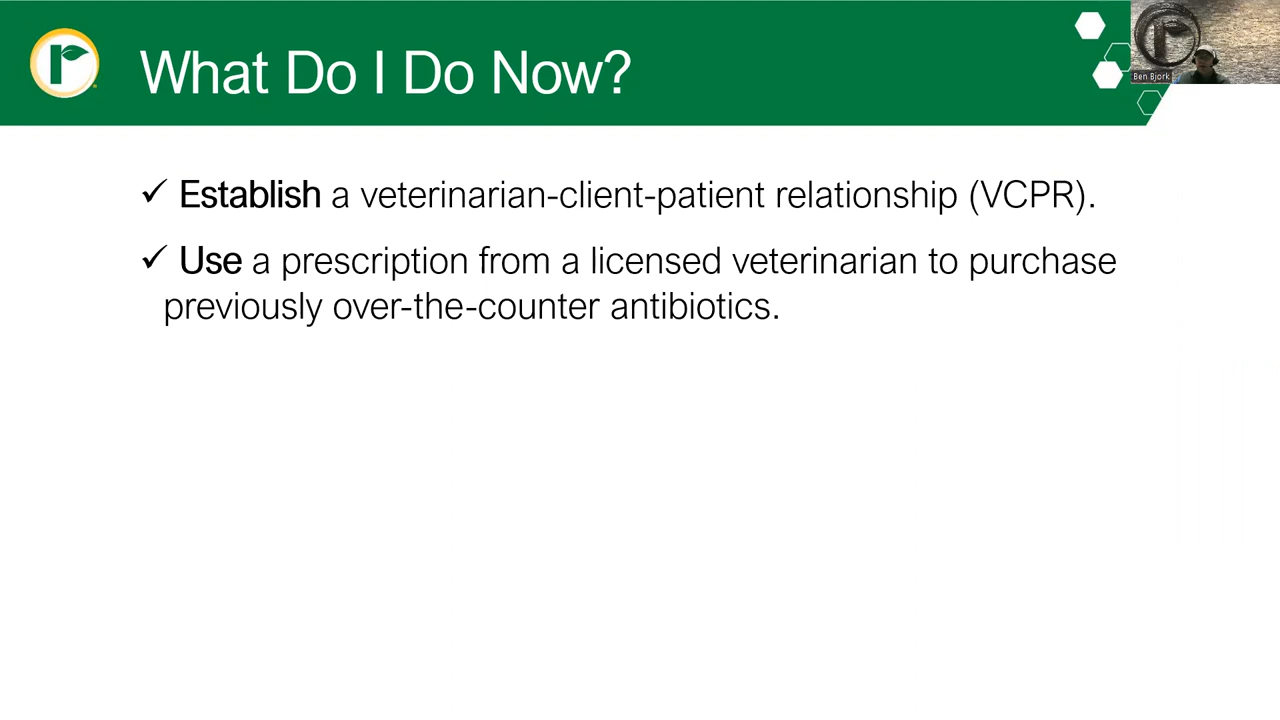 What Do I Do Now?
Ben Bjork
✓ Establish a veterinarian-client-patient relationship (VCPR).
✓ Use a prescription from a licensed veterinarian to purchase
previously over-the-counter antibiotics.